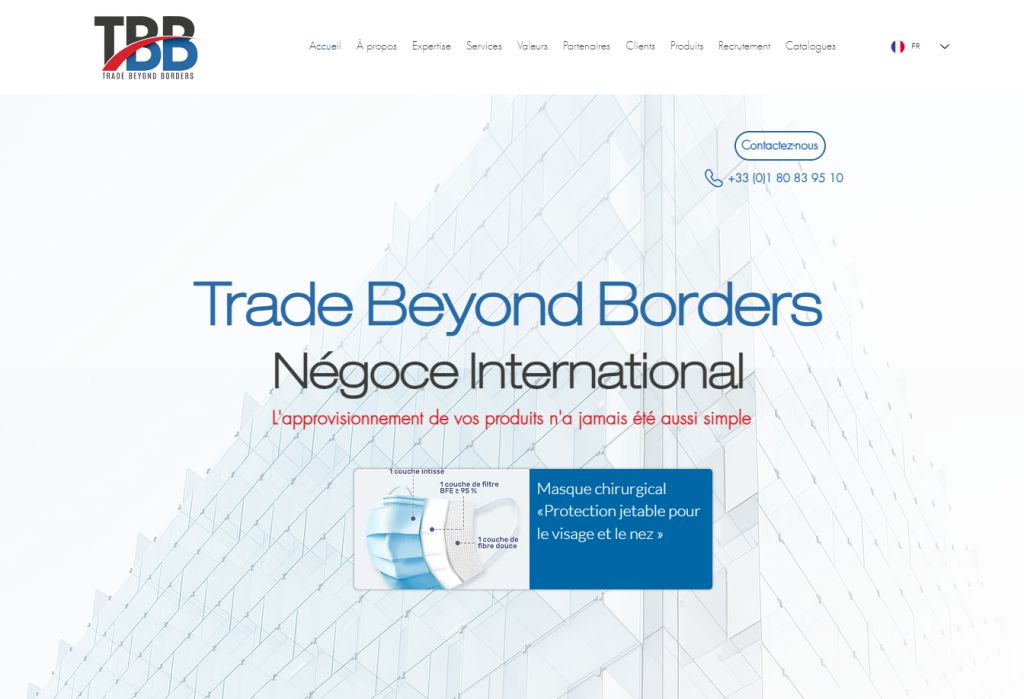 TBB
TRADE BEYOND BORDERS
Accueil À propos Expertise Services Valeurs Partenaires Clients Produits Recrutement Catalogues
FR
Contactez-nous
+33 (0)1 80 83 95 10
Trade Beyond Borders
Négoce International
L'approvisionnement de vos produits n'a jamais été aussi simple
1 couche intissé
1 couche de filtre
BFE ≥ 95 %
1 couche de
fibre douce
Masque chirurgical
«Protection jetable pour
le visage et le nez »